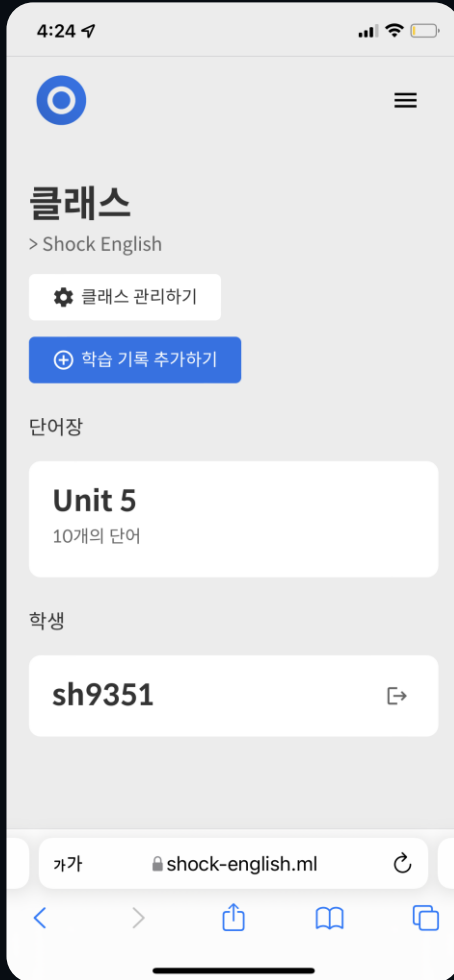 4:24
클래스
> Shock English
클래스 관리하기
학습 기록 추가하기
단어장
Unit 5
10개의 단어
학생
sh9351
가가
shock-english.ml